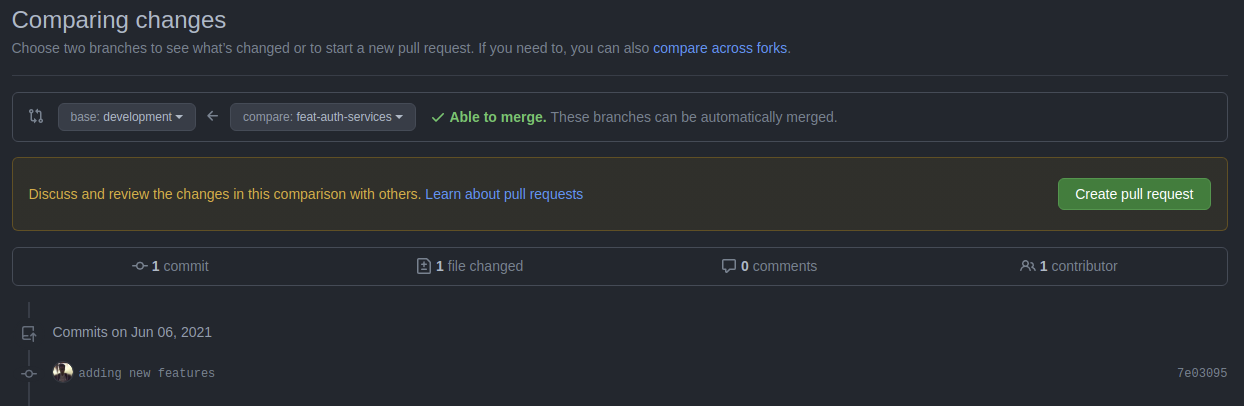 Comparing changes
Choose two branches to see what's changed or to start a new pull request. If you need to, you can also compare across forks.
base: development compare: feat-auth-services Able to merge. These branches can be automatically merged.
Discuss and review the changes in this comparison with others. Learn about pull requests Create pull request
1 commit 1 file changed 0 comments 1 contributor
Commits on Jun 06, 2021
adding new features 7e03095